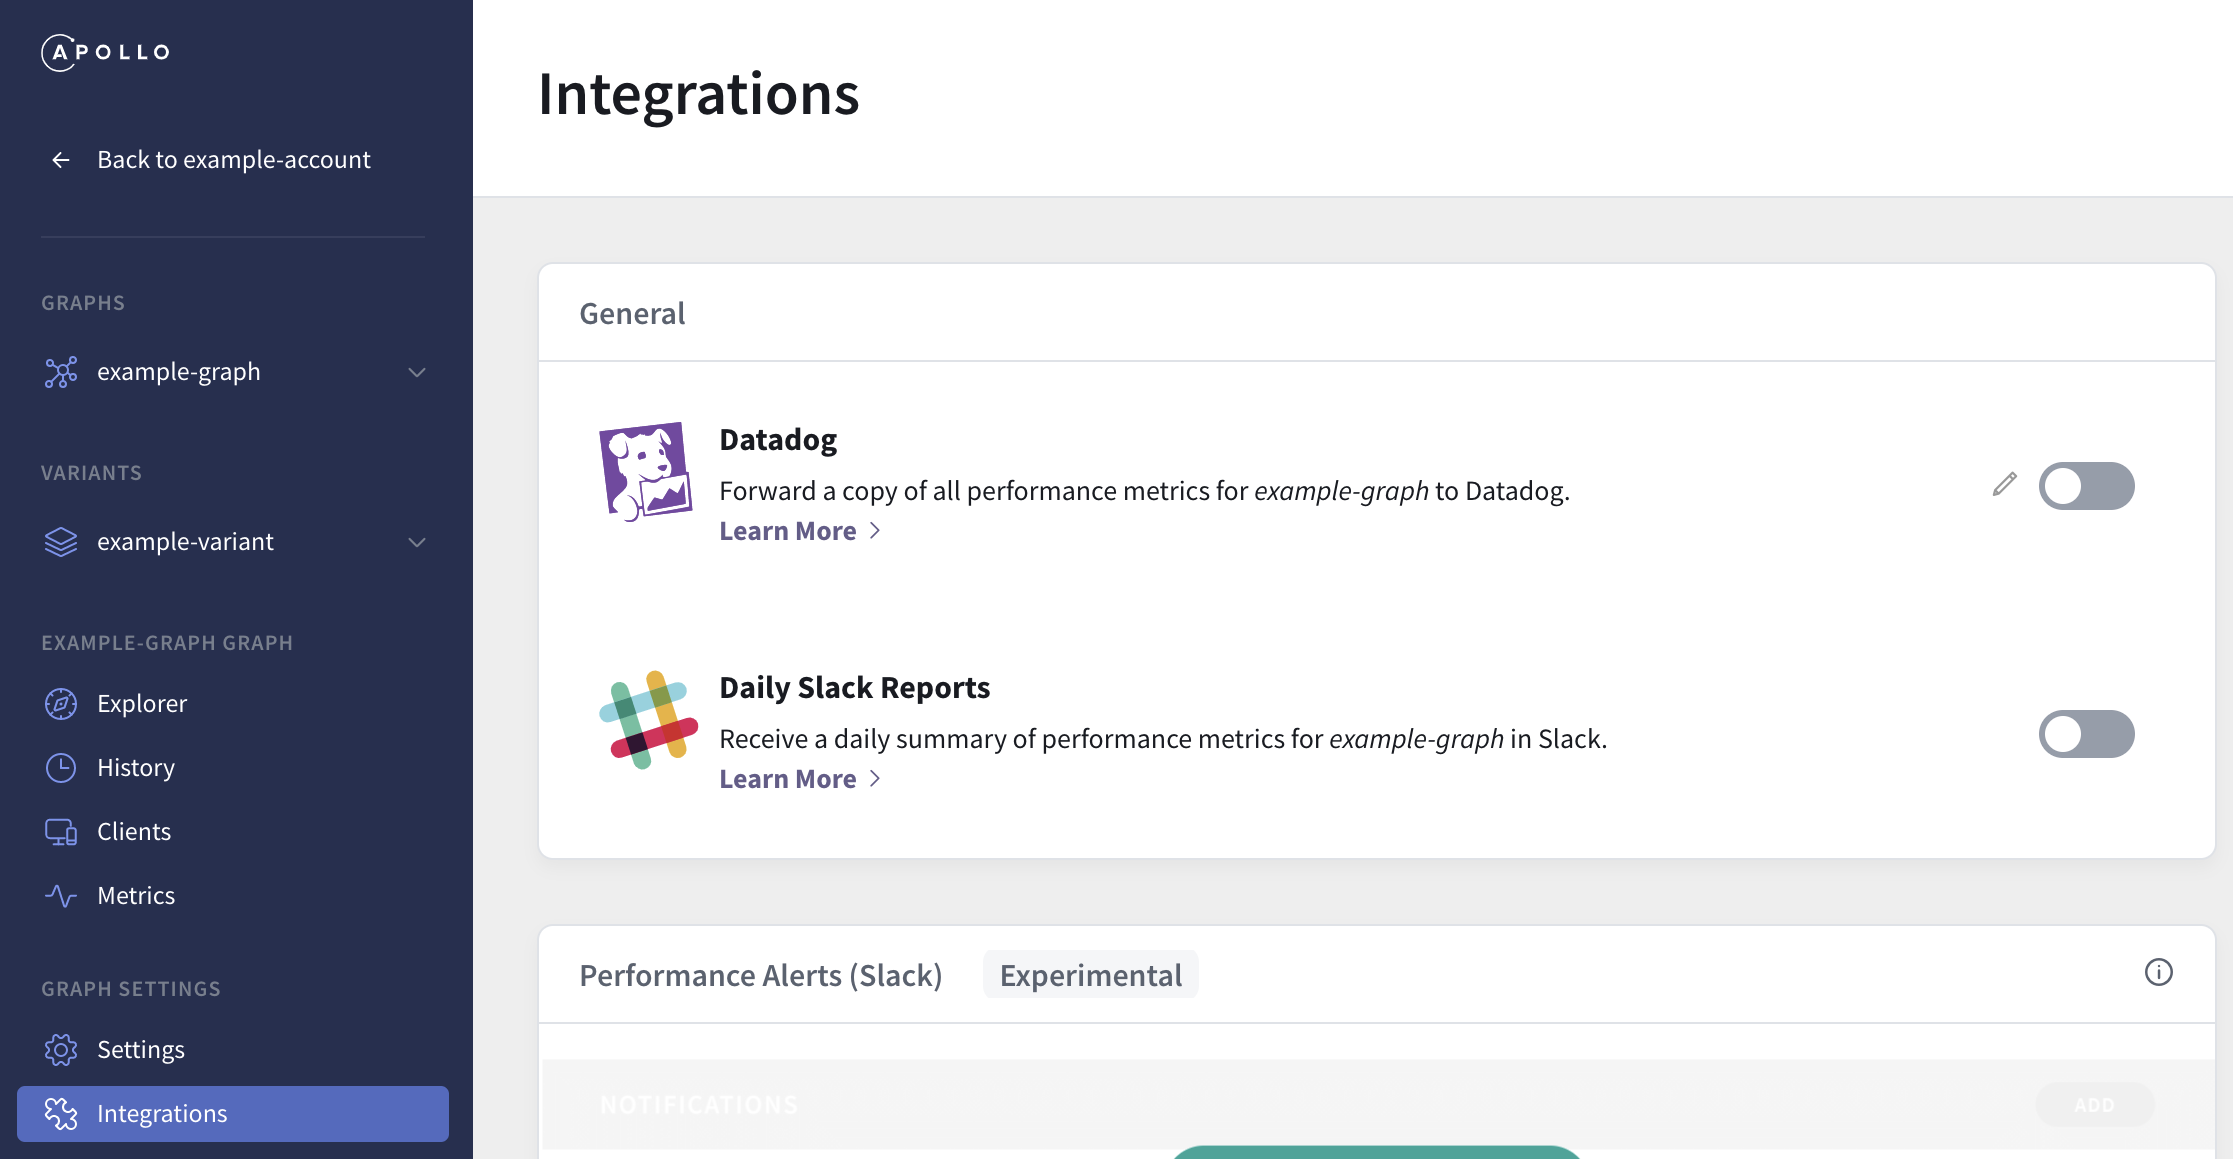 APOLLO
Back to example-account
GRAPHS
example-graph
VARIANTS
example-variant
EXAMPLE-GRAPH GRAPH
Explorer
History
Clients
Metrics
GRAPH SETTINGS
Settings
Integrations
Integrations
General
Datadog
Forward a copy of all performance metrics for example-graph to Datadog.
Learn More
Daily Slack Reports
Receive a daily summary of performance metrics for example-graph in Slack.
Learn More
Performance Alerts (Slack) Experimental
NOTIFICATIONS ADD